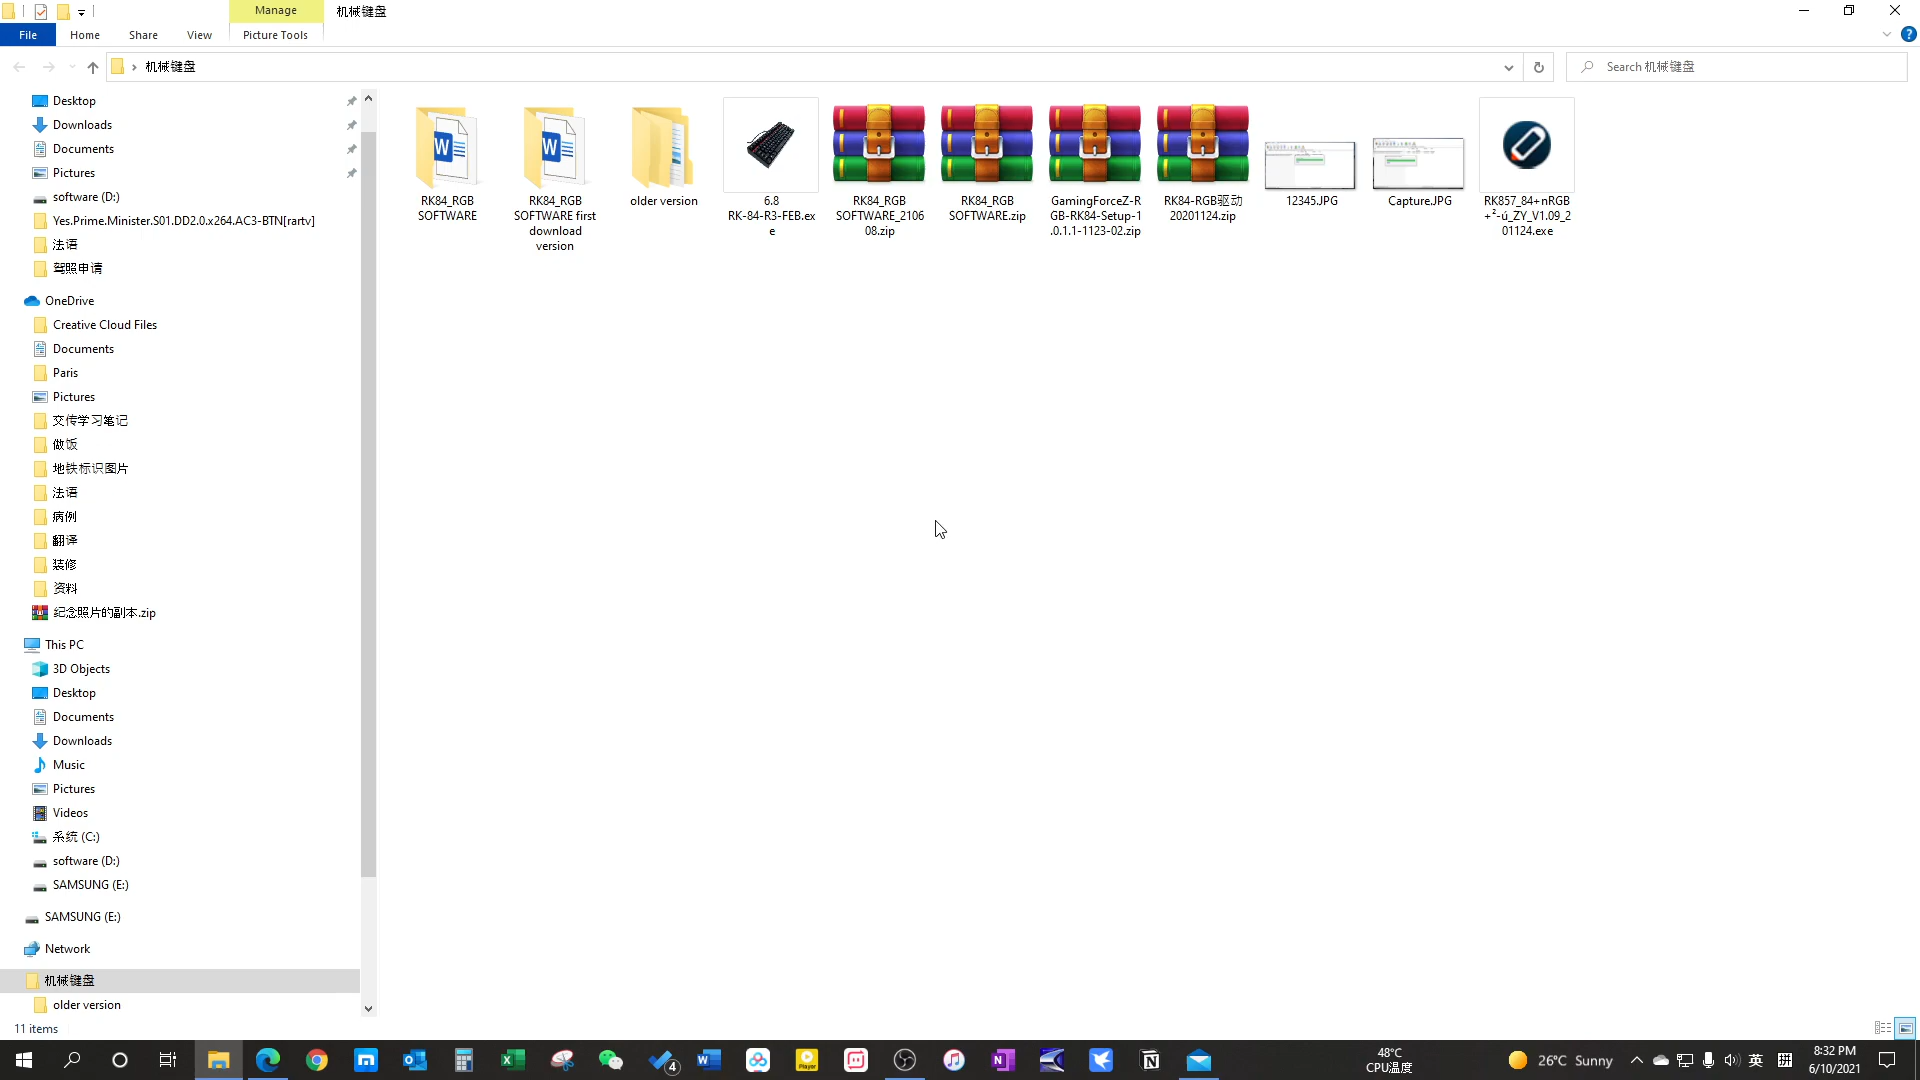 Manage
机械键盘
File
Home
Share
View
Picture Tools
机械键盘
Search 机械键盘
Desktop
Downloads
Documents
Pictures
software (D:)
Yes.Prime.Minister.S01.DD2.0.x264.AC3-BTN[rartv]
法语
驾照申请
OneDrive
Creative Cloud Files
Documents
Paris
Pictures
交传学习笔记
做饭
地铁标识图片
法语
病例
翻译
装修
资料
纪念照片的副本.zip
This PC
3D Objects
Desktop
Documents
Downloads
Music
Pictures
Videos
系统 (C:)
software (D:)
SAMSUNG (E:)
SAMSUNG (E:)
Network
机械键盘
older version
RK84_RGB
SOFTWARE
RK84_RGB
SOFTWARE first
download
version
older version
6.8
RK-84-R3-FEB.ex
e
RK84_RGB
SOFTWARE_2106
08.zip
RK84_RGB
SOFTWARE.zip
GamingForceZ-R
GB-RK84-Setup-1
.0.1.1-1123-02.zip
RK84-RGB驱动
20201124.zip
12345.JPG
Capture.JPG
RK857_84+nRGB
+²-ú_ZY_V1.09_2
01124.exe
11 items
4
Player
48°C
CPU温度
26°C Sunny
英
拼
8:32 PM
6/10/2021